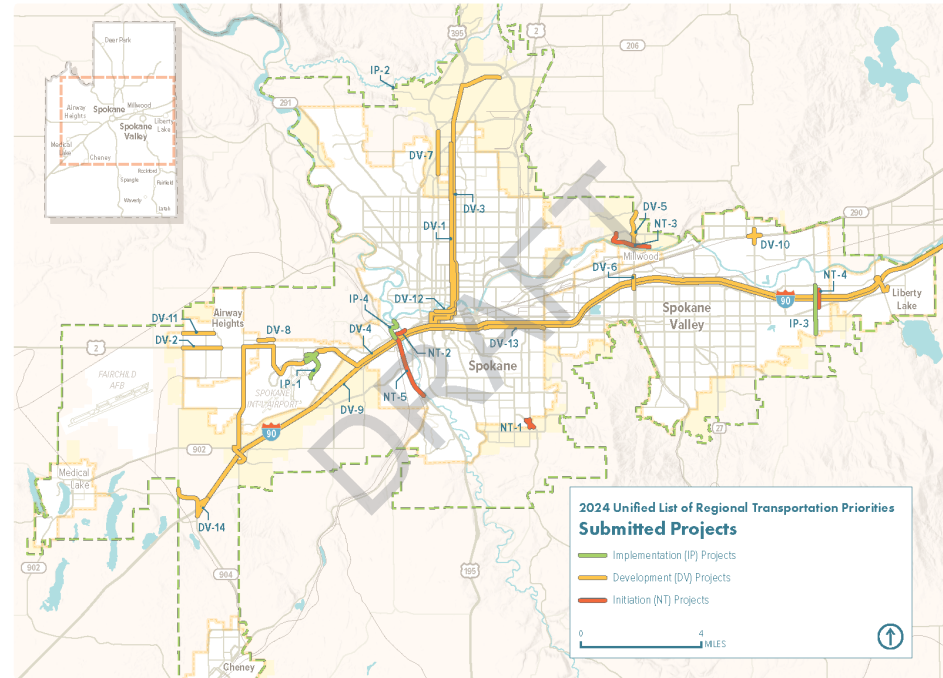 Deer Park
Airway
Heights
Spokane
Millwood
Spokane
Valley
Liberty
Lake
Medical
Lake
Cheney
Rockford
Spangle
Fairfield
Waverly
Latah
395
2
206
IP-2
291
DV-7
DV-3
DV-1
DV-5
NT-3
Millwood
290
DV-10
DV-6
NT-4
90
Liberty
Lake
IP-3
Spokane
Valley
IP-4
DV-12
DV-4
DV-13
NT-2
Spokane
DV-11
Airway
Heights
DV-2
DV-8
2
FAIRCHILD
AFB
IP-1
SPOKANE
INT'L AIRPORT
DV-9
NT-5
NT-1
27
90
902
Medical
Lake
DV-14
902
904
195
Cheney
DRAFT
2024 Unified List of Regional Transportation Priorities
Submitted Projects
Implementation (IP) Projects
Development (DV) Projects
Initiation (NT) Projects
0 4
MILES